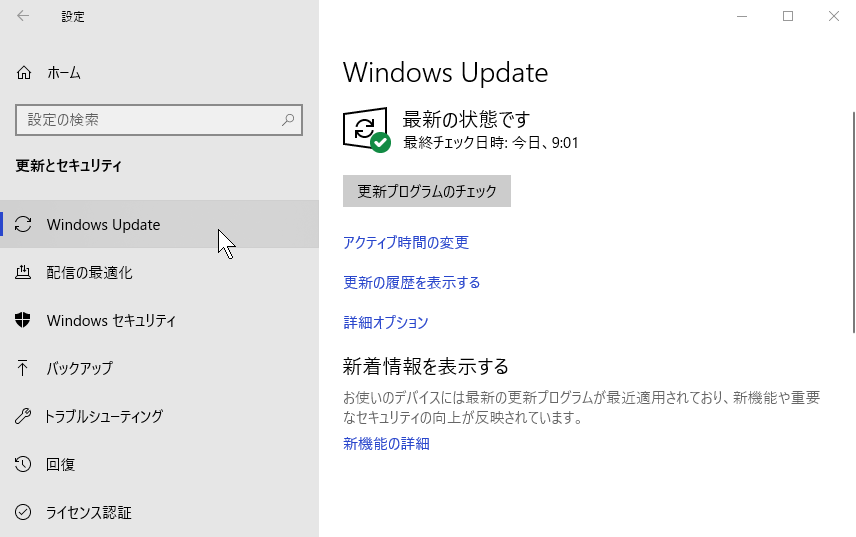 設定
ホーム
設定の検索
更新とセキュリティ
Windows Update
配信の最適化
Windows セキュリティ
バックアップ
トラブルシューティング
回復
ライセンス認証
Windows Update
最新の状態です
最終チェック日時: 今日、9:01
更新プログラムのチェック
アクティブ時間の変更
更新の履歴を表示する
詳細オプション
新着情報を表示する
お使いのデバイスには最新の更新プログラムが最近適用されており、新機能や重要
なセキュリティの向上が反映されています。
新機能の詳細